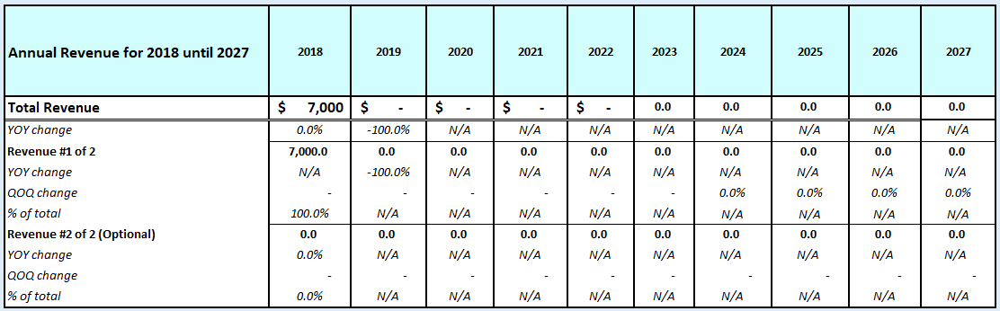 Annual Revenue for 2018 until 2027 2018 2019 2020 2021 2022 2023 2024 2025 2026 2027
Total Revenue $ 7,000 $ - $ - $ - $ - 0.0 0.0 0.0 0.0 0.0
YOY change 0.0% -100.0% N/A N/A N/A N/A N/A N/A N/A N/A
Revenue #1 of 2 7,000.0 0.0 0.0 0.0 0.0 0.0 0.0 0.0 0.0 0.0
YOY change N/A -100.0% N/A N/A N/A N/A N/A N/A N/A N/A
QOQ change - - - - - - 0.0% 0.0% 0.0% 0.0%
% of total 100.0% N/A N/A N/A N/A N/A N/A N/A N/A N/A
Revenue #2 of 2 (Optional) 0.0 0.0 0.0 0.0 0.0 0.0 0.0 0.0 0.0 0.0
YOY change 0.0% N/A N/A N/A N/A N/A N/A N/A N/A N/A
QOQ change - - - - - - - - - -
% of total 0.0% N/A N/A N/A N/A N/A N/A N/A N/A N/A